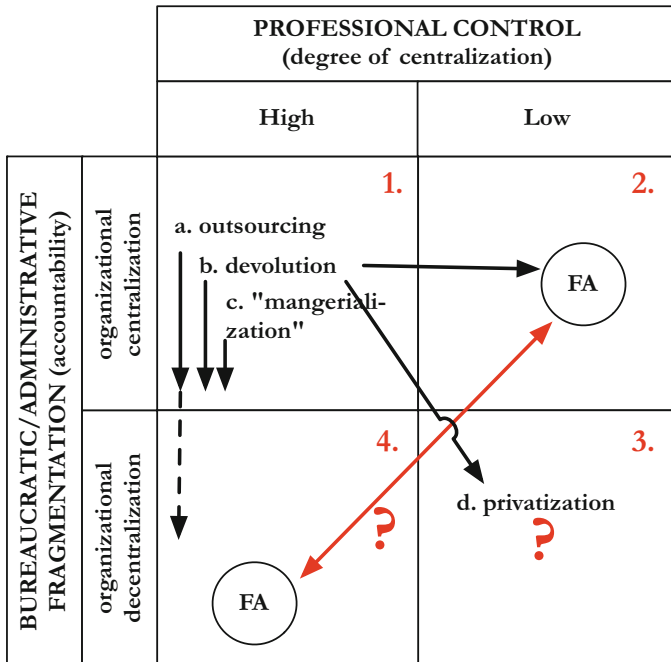 PROFESSIONAL CONTROL
(degree of centralization)
High
Low
BUREAUCRATIC/ADMINISTRATIVE
FRAGMENTATION (accountability)
organizational
centralization
1.
2.
a. outsourcing
b. devolution
c. "mangeriali-
zation"
FA
organizational
decentralization
4.
3.
d. privatization
?
?
FA